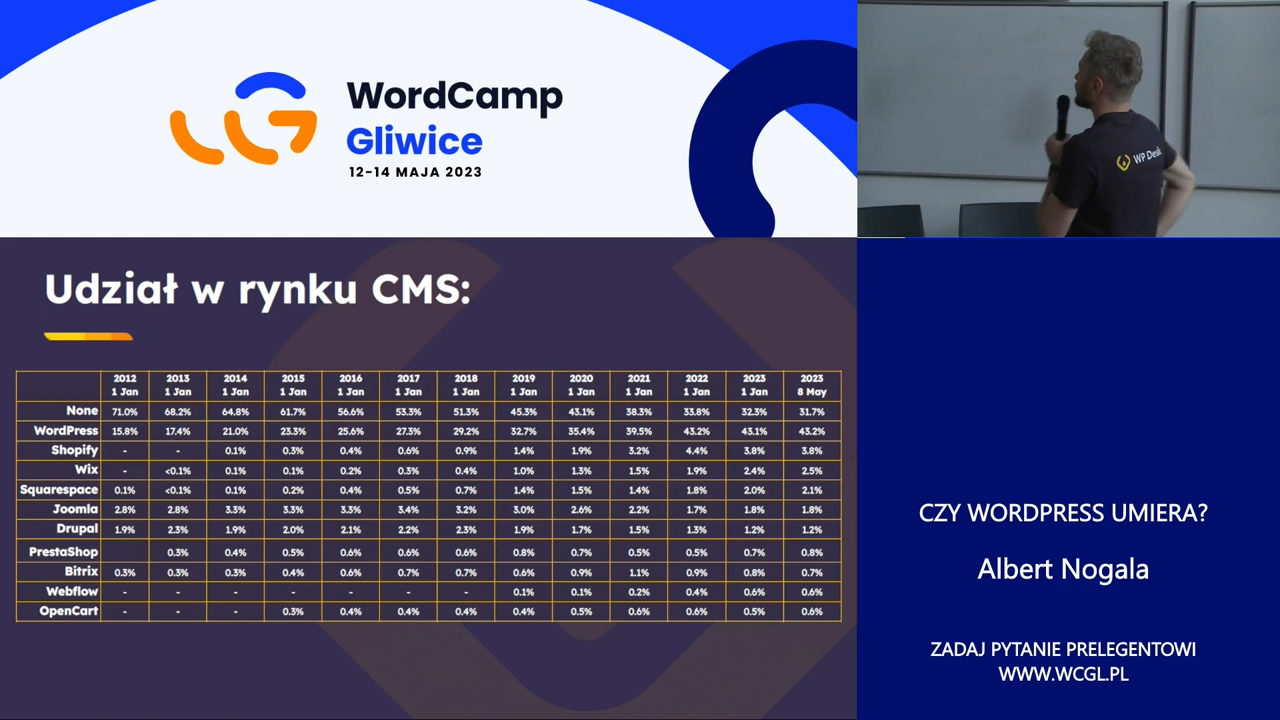 WordCamp
Gliwice
12-14 MAJA 2023
WP Desk
Udział w rynku CMS:
2012 2013 2014 2015 2016 2017 2018 2019 2020 2021 2022 2023 2023
1 Jan 1 Jan 1 Jan 1 Jan 1 Jan 1 Jan 1 Jan 1 Jan 1 Jan 1 Jan 1 Jan 1 Jan 8 May
None 71.0% 68.2% 64.8% 61.7% 56.6% 53.3% 51.3% 45.3% 43.1% 38.3% 33.8% 32.3% 31.7%
WordPress 15.8% 17.4% 21.0% 23.3% 25.6% 27.3% 29.2% 32.7% 35.4% 39.5% 43.2% 43.1% 43.2%
Shopify - - 0.1% 0.3% 0.4% 0.6% 0.9% 1.4% 1.9% 3.2% 4.4% 3.8% 3.8%
Wix - <0.1% 0.1% 0.1% 0.2% 0.3% 0.4% 1.0% 1.3% 1.5% 1.9% 2.4% 2.5%
Squarespace 0.1% <0.1% 0.1% 0.2% 0.4% 0.5% 0.7% 1.4% 1.5% 1.4% 1.8% 2.0% 2.1%
Joomla 2.8% 2.8% 3.3% 3.3% 3.3% 3.4% 3.2% 3.0% 2.6% 2.2% 1.7% 1.8% 1.8%
Drupal 1.9% 2.3% 1.9% 2.0% 2.1% 2.2% 2.3% 1.9% 1.7% 1.5% 1.3% 1.2% 1.2%
PrestaShop 0.3% 0.4% 0.5% 0.6% 0.6% 0.6% 0.8% 0.7% 0.5% 0.5% 0.7% 0.8%
Bitrix 0.3% 0.3% 0.3% 0.4% 0.6% 0.7% 0.7% 0.6% 0.9% 1.1% 0.9% 0.8% 0.7%
Webflow - - - - - - - 0.1% 0.1% 0.2% 0.4% 0.6% 0.6%
OpenCart - - - 0.3% 0.4% 0.4% 0.4% 0.4% 0.5% 0.6% 0.6% 0.5% 0.6%
CZY WORDPRESS UMIERA?
Albert Nogala
ZADAJ PYTANIE PRELEGENTOWI
WWW.WCGL.PL